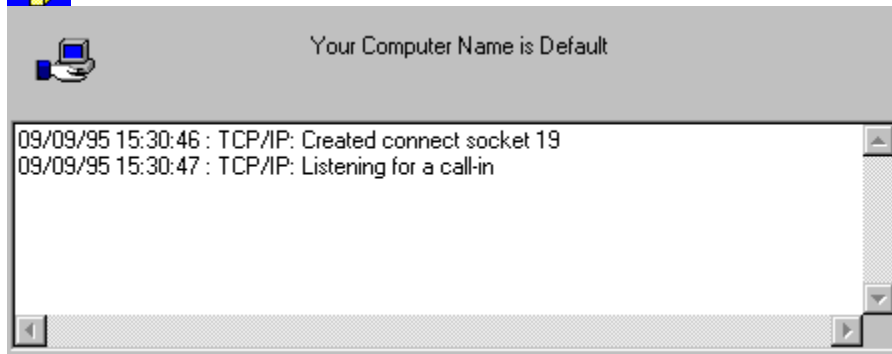 Your Computer Name is Default
09/09/95 15:30:46 : TCP/IP: Created connect socket 19
09/09/95 15:30:47 : TCP/IP: Listening for a call-in